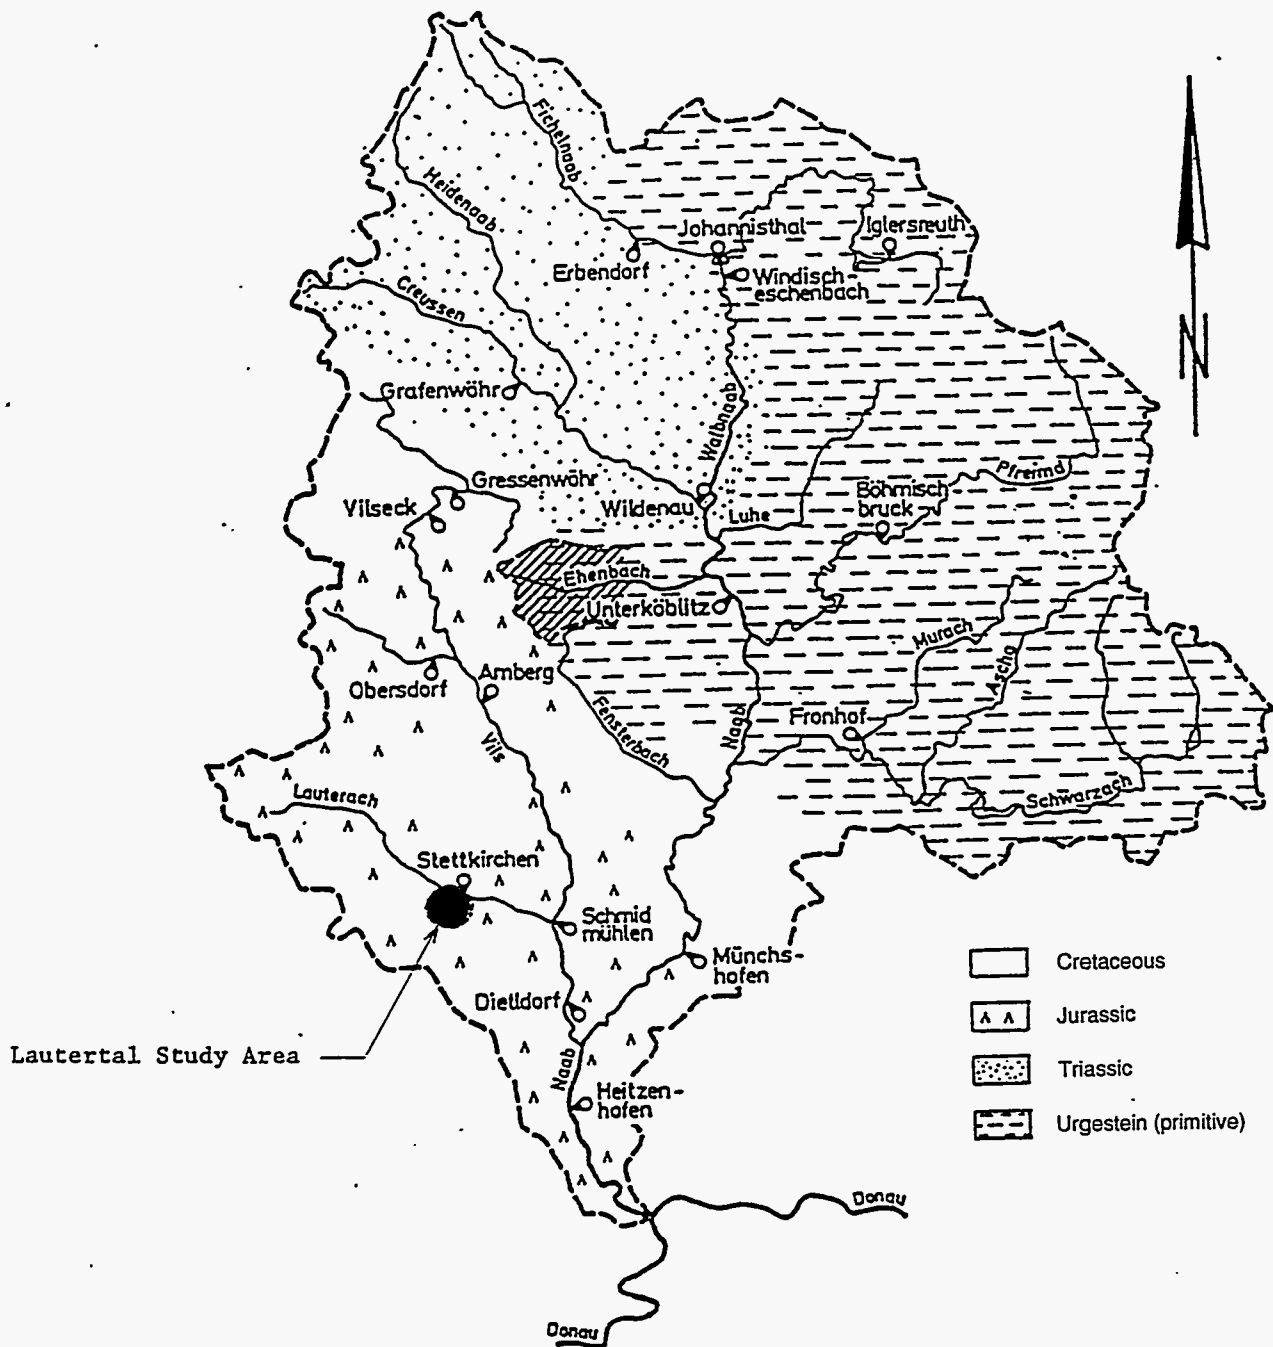 Fichelnaab
Heidenaab
Johannisthal
Iglersreuth
Erbendorf
Windisch
eschenbach
Creussen
Grafenwöhr
Walbnaab
Pfreimd
Gressenwöhr
Böhmisch
bruck
Vilseck
Wildenau
Luhe
Ehenbach
Unterköblitz
Murach
Ascha
Amberg
Obersdorf
Fensterbach
Naab
Fronhof
Vils
Schwarzach
Lauterach
Stettkirchen
Schmid
mühlen
Münchs-
hofen
Cretaceous
Dietldorf
Jurassic
Lautertal Study Area
Naab
Triassic
Heitzen-
hofen
Urgestein (primitive)
Donau
Donau
N